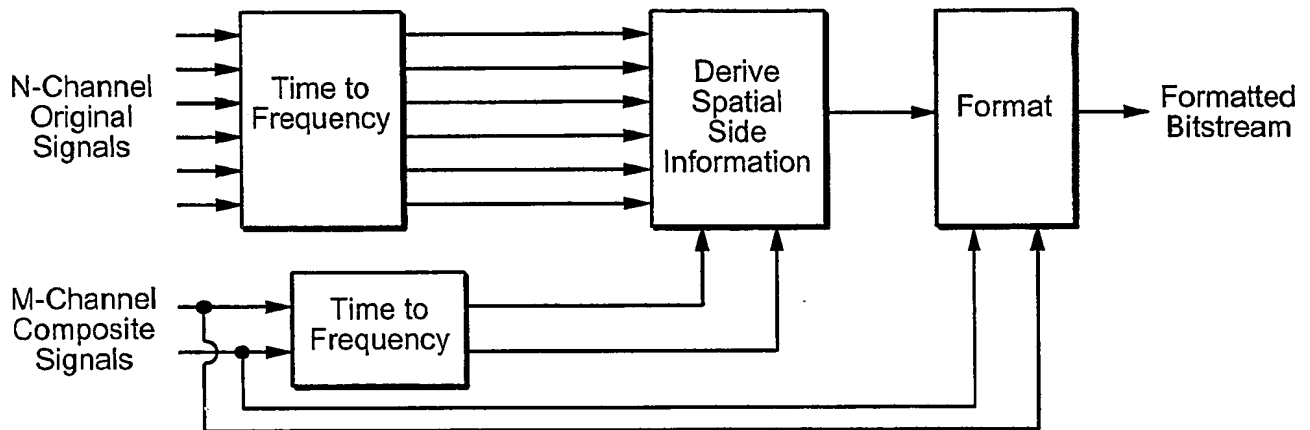 N-Channel
Original
Signals
Time to
Frequency
Derive
Spatial
Side
Information
Format
Formatted
Bitstream
M-Channel
Composite
Signals
Time to
Frequency